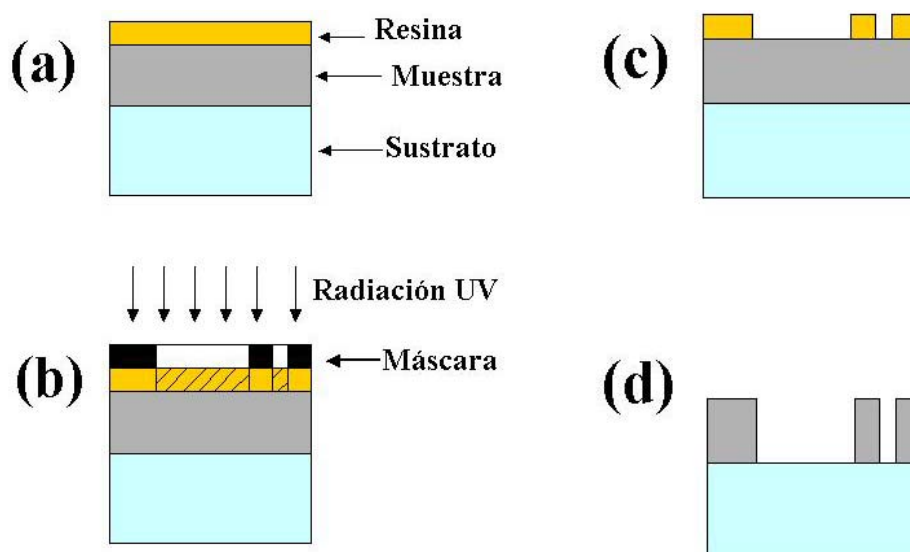 (a)
Resina
Muestra
Sustrato
(b)
Radiación UV
Máscara
(c)
(d)